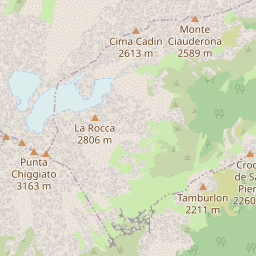 Cima Cadin
2613 m
Monte
Ciauderona
2589 m
La Rocca
2806 m
Punta
Chiggiato
3163 m
Croc
de Sa
Pier
2260
Tamburlon
2211 m